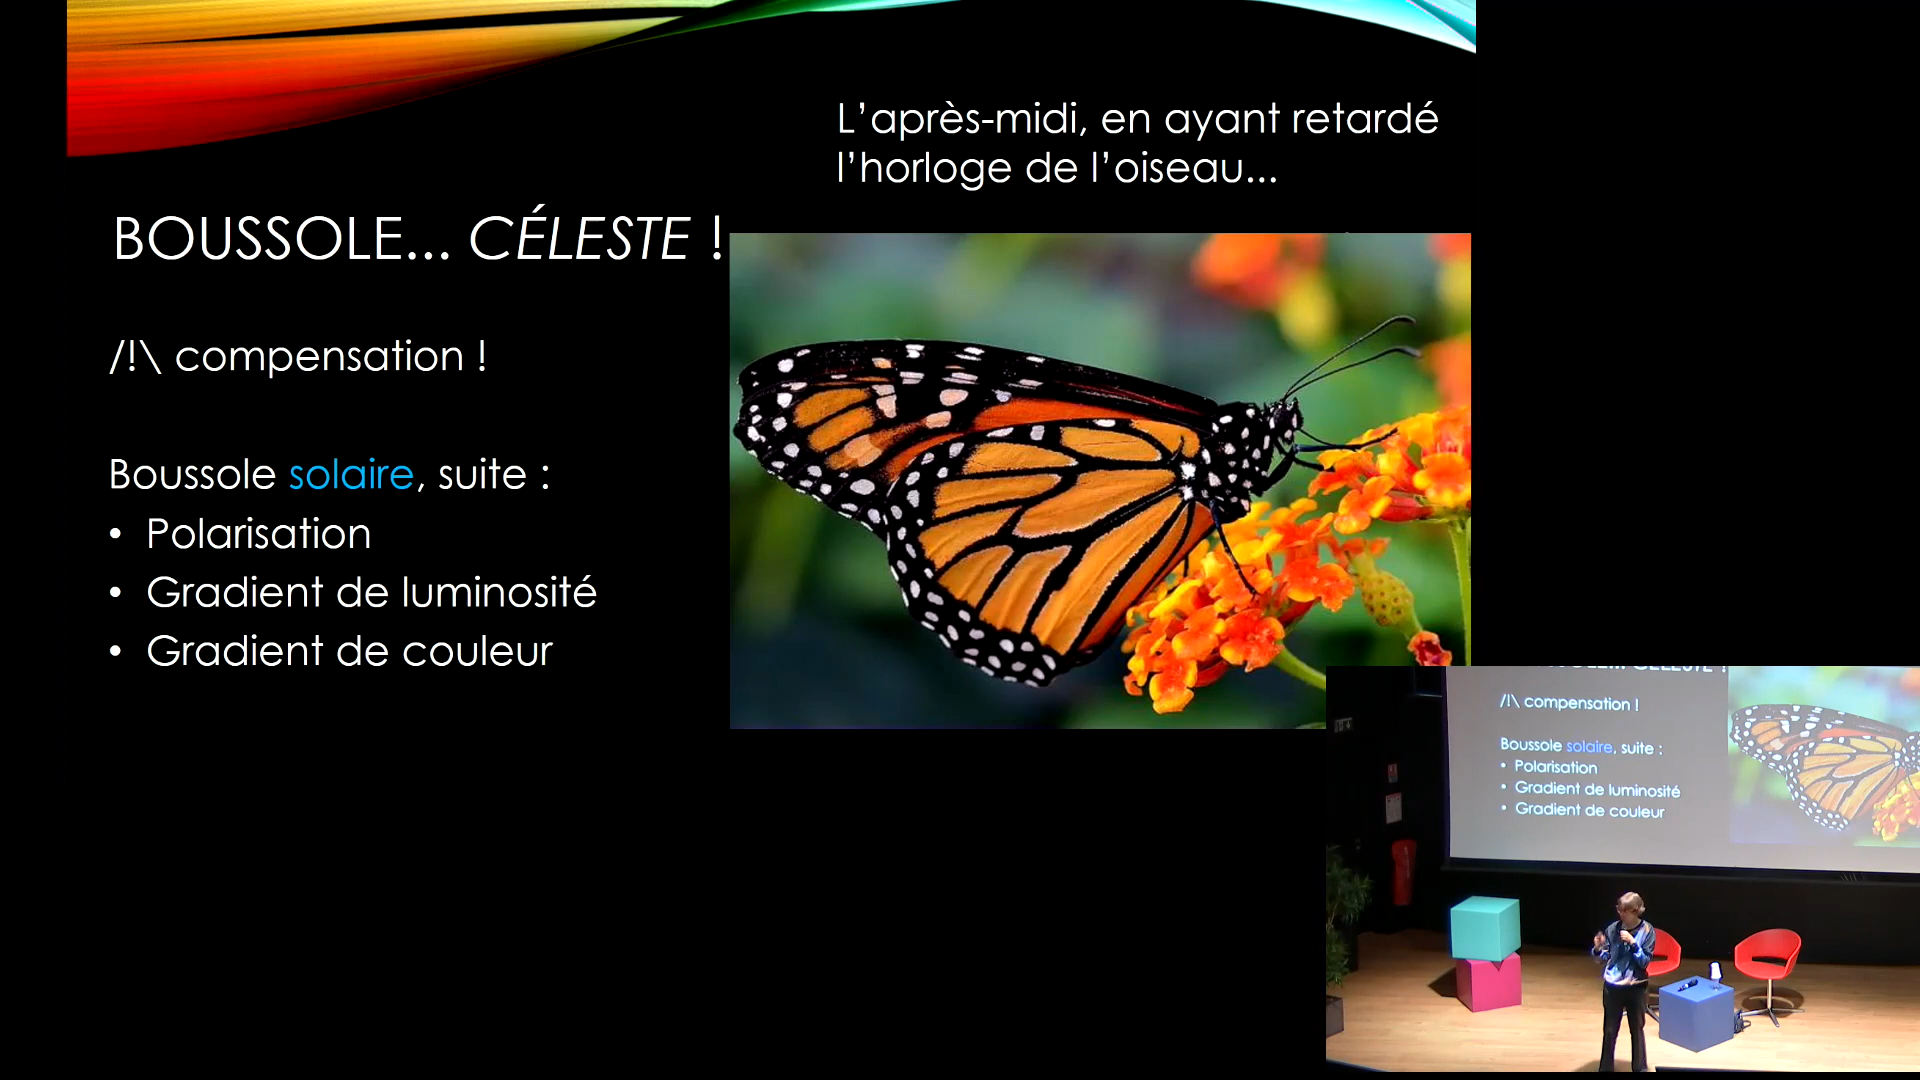 L’après-midi, en ayant retardé
l’horloge de l’oiseau...
BOUSSOLE... CÉLESTE !
/!\ compensation !
Boussole solaire, suite :
• Polarisation
• Gradient de luminosité
• Gradient de couleur
/!\ compensation !
Boussole solaire, suite :
• Polarisation
• Gradient de luminosité
• Gradient de couleur